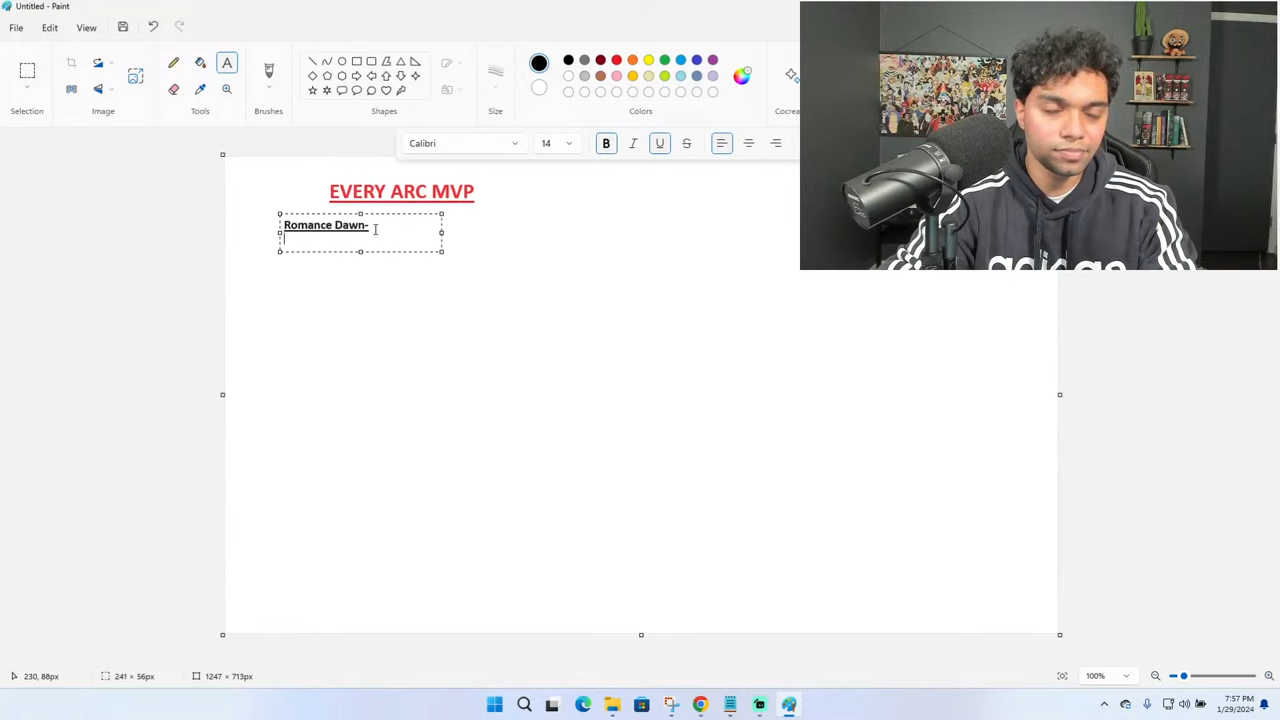 Untitled - Paint
File Edit View
Selection Image Tools Brushes Shapes Size Colors Cocrea
Calibri 14 B I U S
EVERY ARC MVP
Romance Dawn-
230, 88px 241 × 56px 1247 × 713px 100%
7:57 PM
1/29/2024